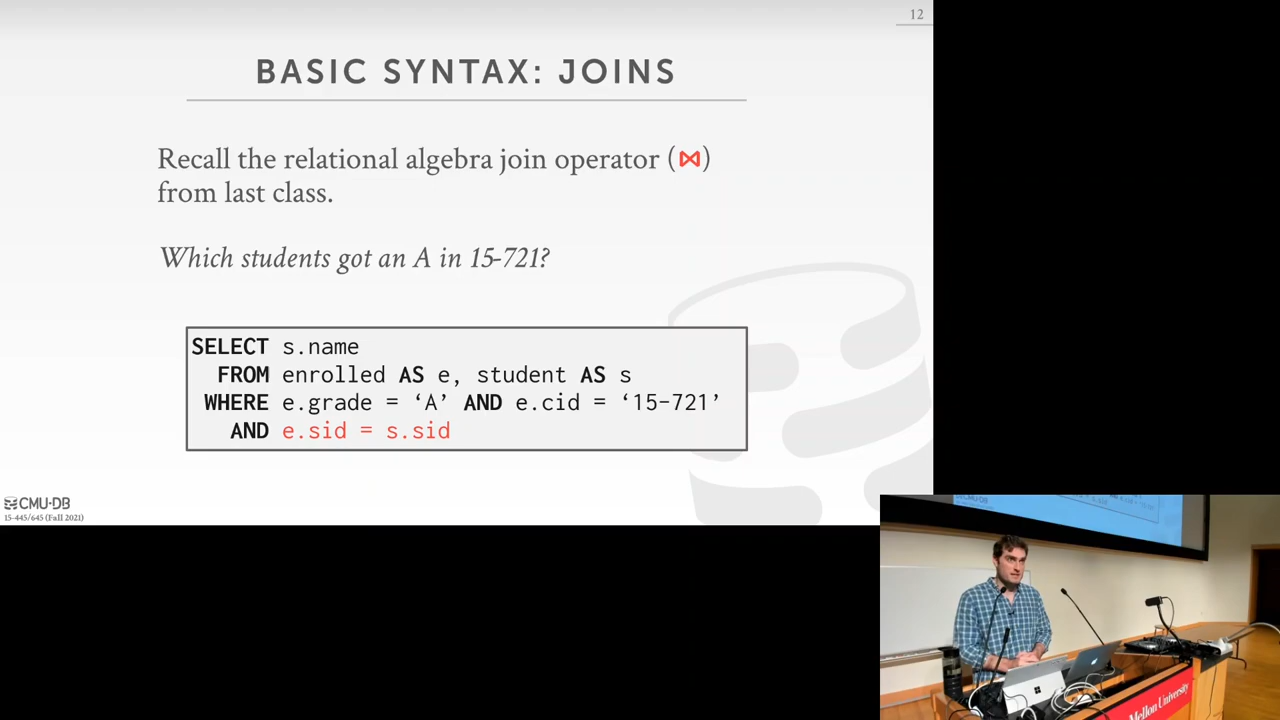 12
BASIC SYNTAX: JOINS
Recall the relational algebra join operator (⋈)
from last class.
Which students got an A in 15-721?
SELECT s.name
FROM enrolled AS e, student AS s
WHERE e.grade = ‘A’ AND e.cid = ‘15-721’
AND e.sid = s.sid
CMU·DB
15-445/645 (Fall 2021)
Mellon University